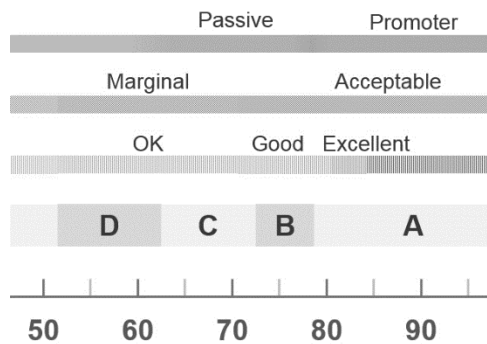 Passive Promoter
Marginal Acceptable
OK Good Excellent
D C B A
50 60 70 80 90